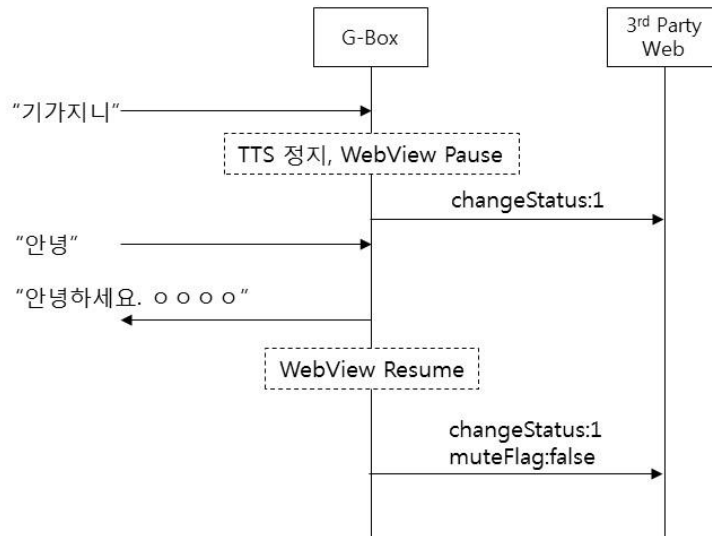 G-Box
3rd Party
Web
“기가지니“
TTS 정지, WebView Pause
changeStatus:1
“안녕”
“안녕하세요. ㅇㅇㅇㅇ”
WebView Resume
changeStatus:1
muteFlag:false